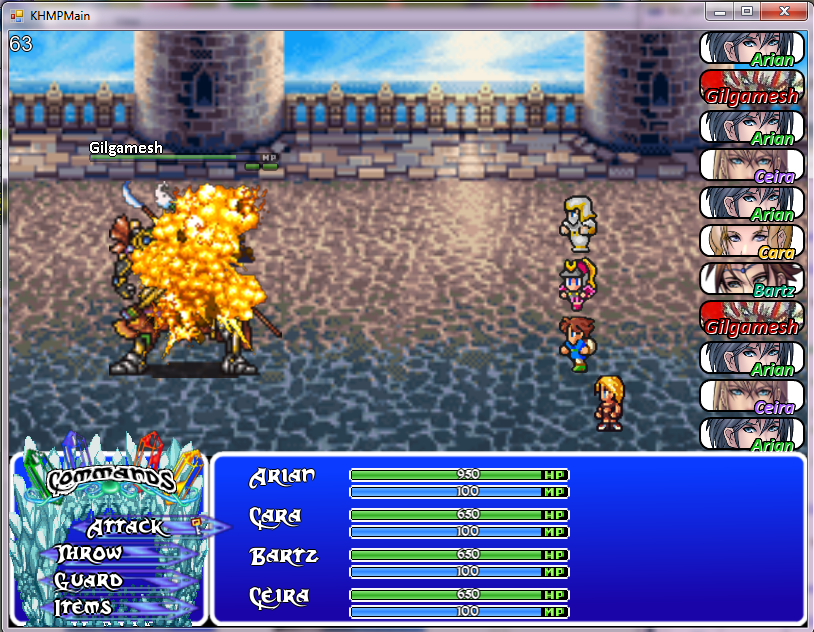 KHMPMain
63
Arian
Gilgamesh
Arian
Ceira
Arian
Cara
Bartz
Gilgamesh
Arian
Ceira
Arian
Gilgamesh
MP
Commands
Attack
Throw
Guard
Items
Arian 950 HP
100 MP
Cara 650 HP
100 MP
Bartz 650 HP
100 MP
Ceira 650 HP
100 MP